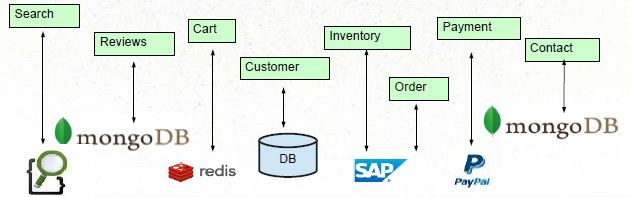 Search
Reviews
Cart
Customer
Inventory
Order
Payment
Contact
mongoDB
redis
DB
SAP
PayPal
mongoDB